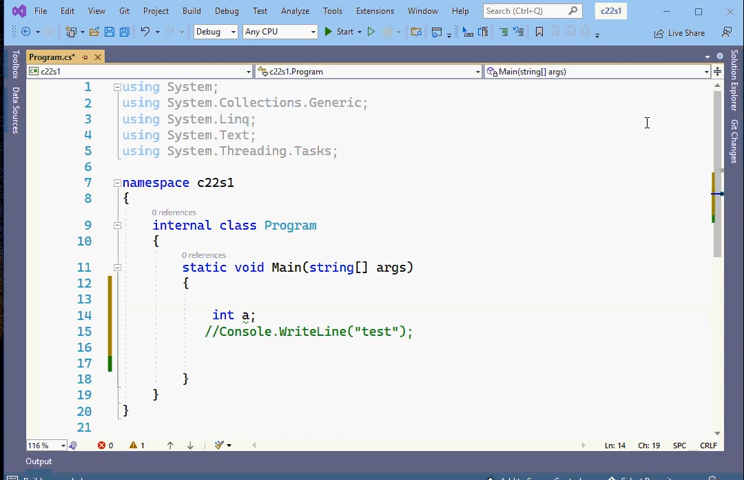 File Edit View Git Project Build Debug Test Analyze Tools Extensions Window Help Search (Ctrl+Q) c22s1
Debug Any CPU Start Live Share
Program.cs*
c22s1 c22s1.Program Main(string[] args)
Toolbox
Data Sources
Solution Explorer
Git Changes
1 using System;
2 using System.Collections.Generic;
3 using System.Linq;
4 using System.Text;
5 using System.Threading.Tasks;
6
7 namespace c22s1
8 {
0 references
9 internal class Program
10 {
0 references
11 static void Main(string[] args)
12 {
13
14 int a;
15 //Console.WriteLine("test");
16
17
18 }
19 }
20 }
21
116 % 0 1 Ln: 14 Ch: 19 SPC CRLF
Output